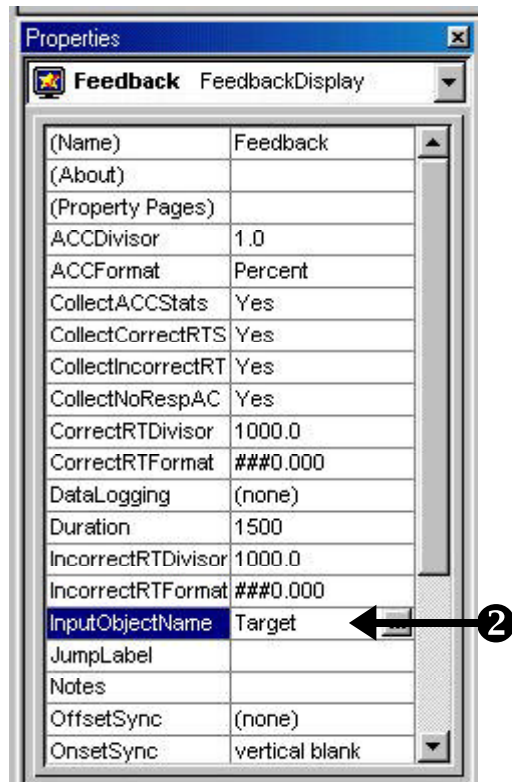 Properties
Feedback FeedbackDisplay
(Name) Feedback
(About)
(Property Pages)
ACCDivisor 1.0
ACCFormat Percent
CollectACCStats Yes
CollectCorrectRTS Yes
CollectIncorrectRT Yes
CollectNoRespAC Yes
CorrectRTDivisor 1000.0
CorrectRTFormat ###0.000
DataLogging (none)
Duration 1500
IncorrectRTDivisor 1000.0
IncorrectRTFormat ###0.000
InputObjectName Target ... 2
JumpLabel
Notes
OffsetSync (none)
OnsetSync vertical blank